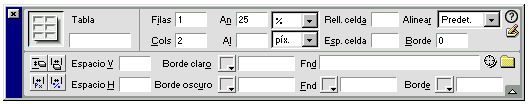 Tabla Filas 1 An 25 % Rell. celda Alinear Predet.
Cols 2 Al píx. Esp. celda Borde 0
Espacio V Borde claro Fnd
Espacio H Borde oscuro Fnd Borde